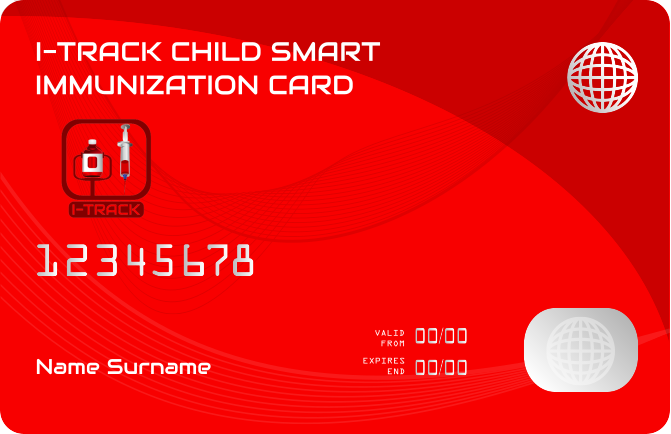 I-TRACK CHILD SMART
IMMUNIZATION CARD
I-TRACK
12345678
VALID FROM 00/00
EXPIRES END 00/00
Name Surname